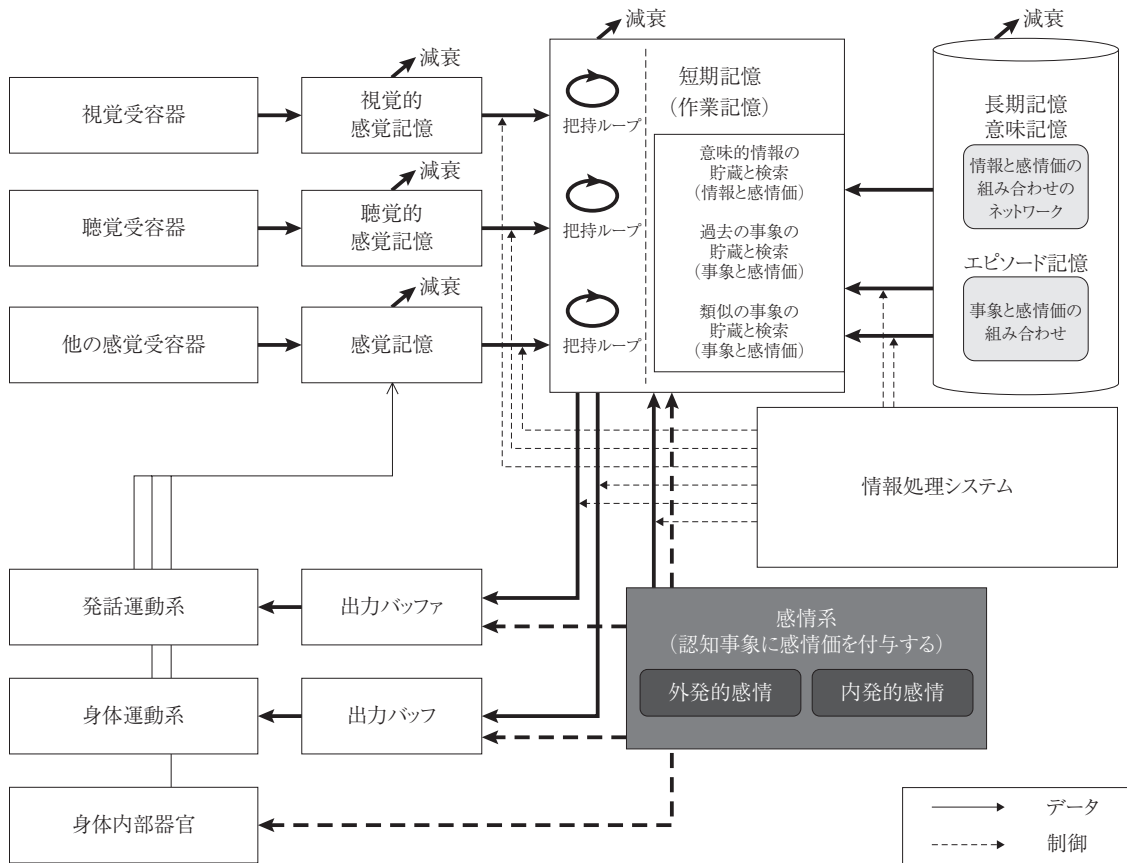 減衰
減衰
減衰
視覚受容器
視覚的
感覚記憶
減衰
聴覚受容器
聴覚的
感覚記憶
減衰
他の感覚受容器
感覚記憶
把持ループ
把持ループ
把持ループ
短期記憶
（作業記憶）
意味的情報の
貯蔵と検索
（情報と感情価）
過去の事象の
貯蔵と検索
（事象と感情価）
類似の事象の
貯蔵と検索
（事象と感情価）
長期記憶
意味記憶
情報と感情価の
組み合わせの
ネットワーク
エピソード記憶
事象と感情価の
組み合わせ
情報処理システム
発話運動系
出力バッファ
身体運動系
出力バッフ
身体内部器官
感情系
（認知事象に感情価を付与する）
外発的感情
内発的感情
データ
制御